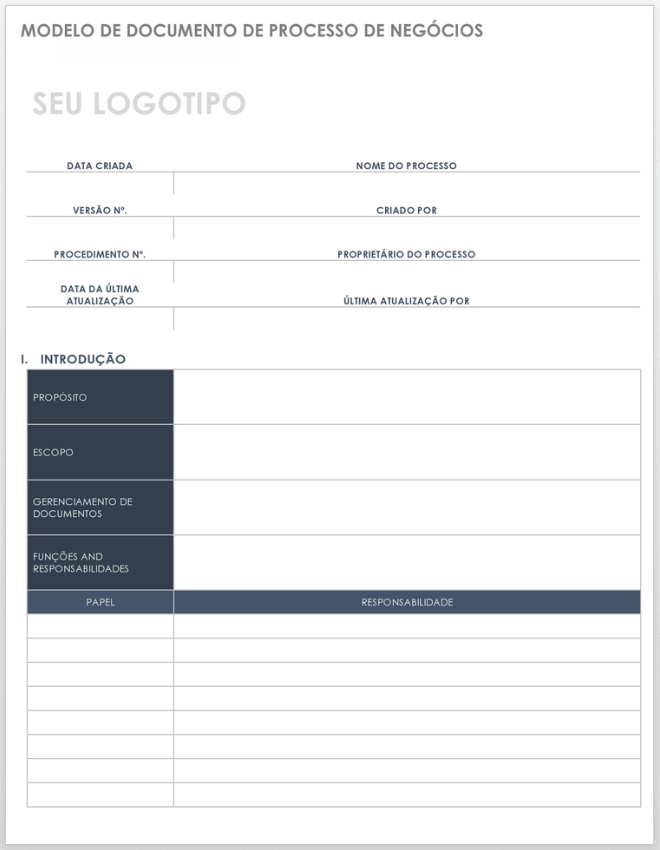 MODELO DE DOCUMENTO DE PROCESSO DE NEGÓCIOS
SEU LOGOTIPO
DATA CRIADA NOME DO PROCESSO
VERSÃO Nº. CRIADO POR
PROCEDIMENTO Nº. PROPRIETÁRIO DO PROCESSO
DATA DA ÚLTIMA
ATUALIZAÇÃO ÚLTIMA ATUALIZAÇÃO POR
I. INTRODUÇÃO
PROPÓSITO
ESCOPO
GERENCIAMENTO DE
DOCUMENTOS
FUNÇÕES AND
RESPONSABILIDADES
PAPEL RESPONSABILIDADE